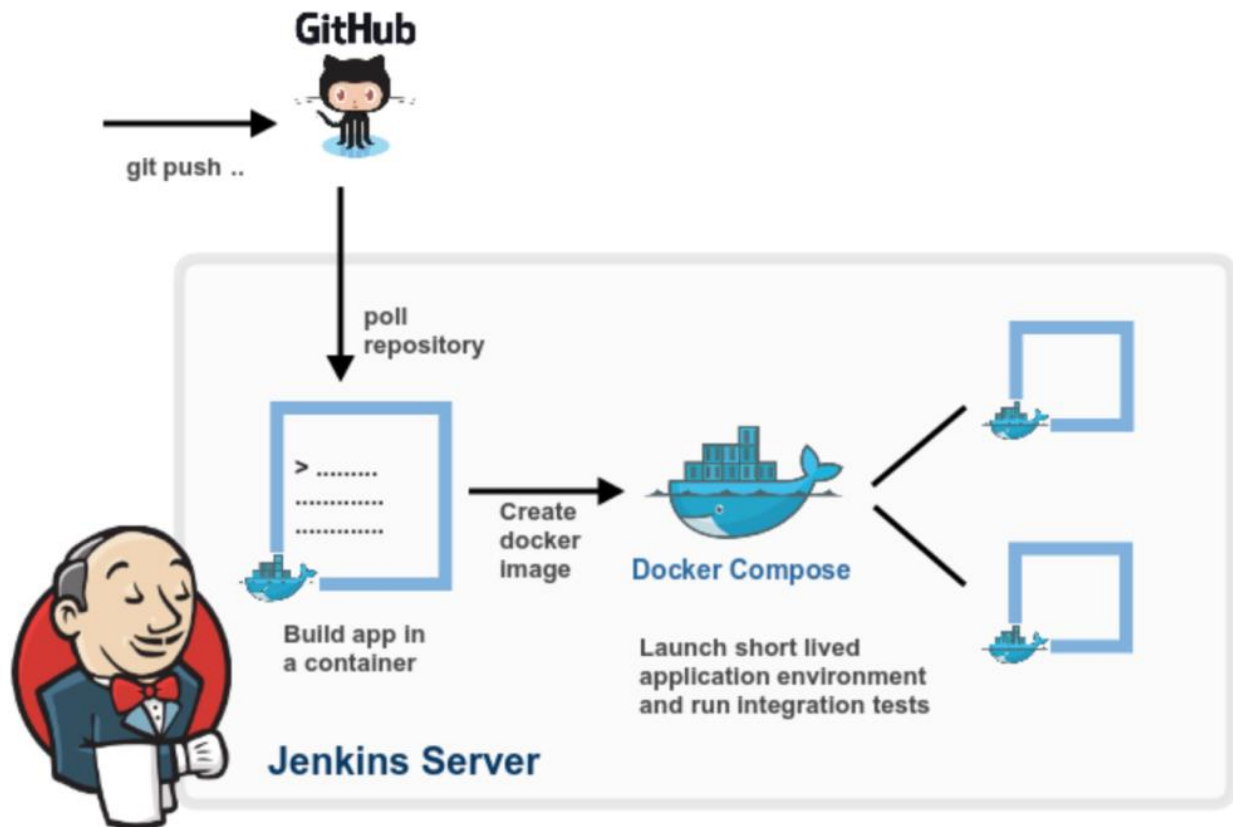 GitHub
git push ..
poll
repository
> .........
.............
.............
Create
docker
image
Docker Compose
Build app in
a container
Launch short lived
application environment
and run integration tests
Jenkins Server